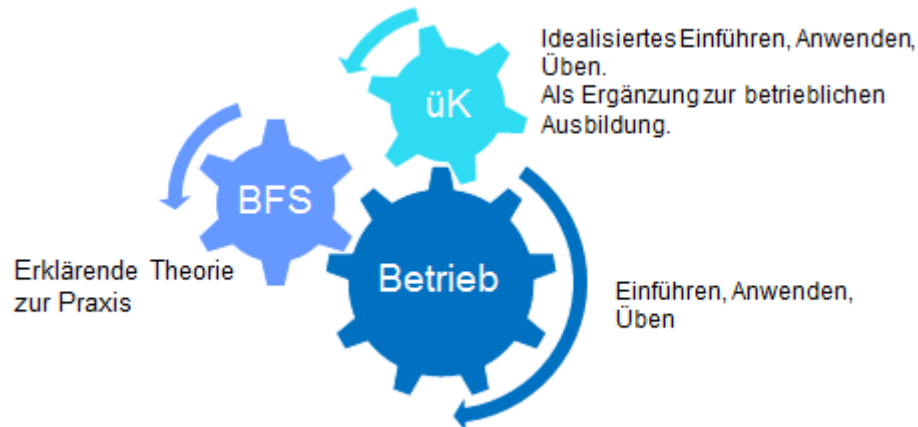 Idealisiertes Einführen, Anwenden,
Üben.
Als Ergänzung zur betrieblichen
Ausbildung.
üK
BFS
Erklärende Theorie
zur Praxis
Betrieb
Einführen, Anwenden,
Üben